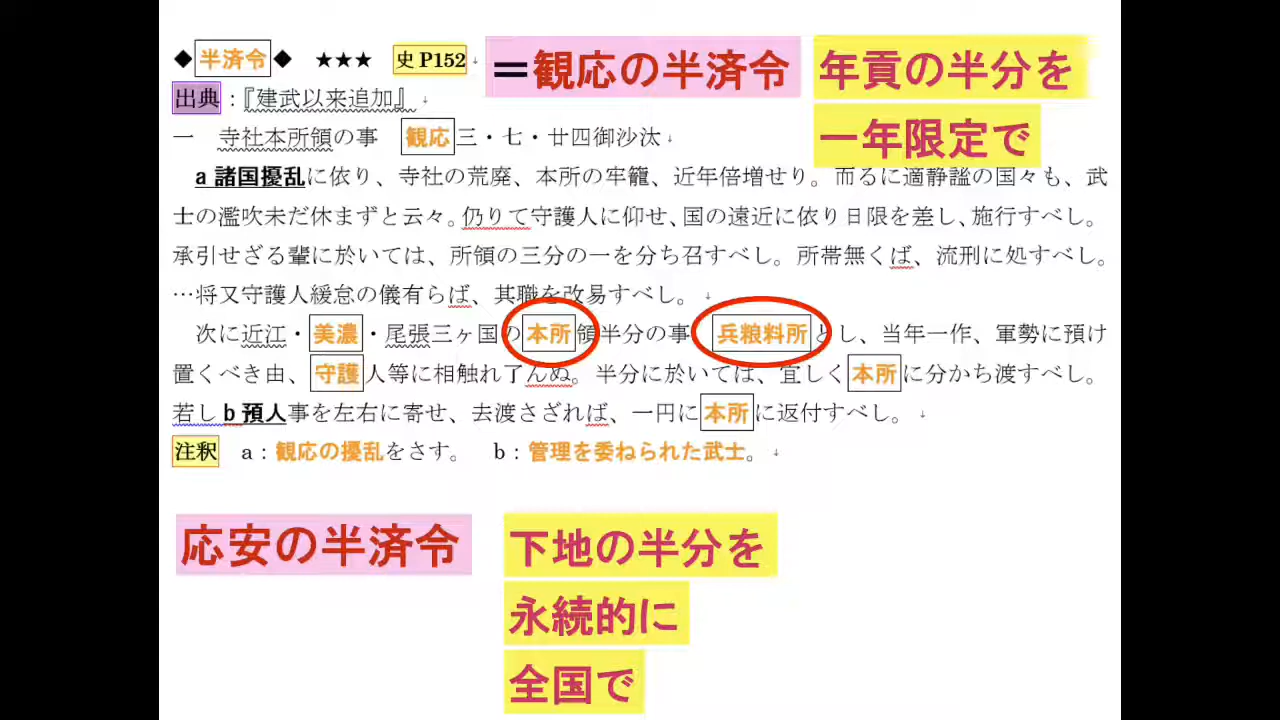 ◆半済令◆ ★★★ 史 P152 =観応の半済令 年貢の半分を
一年限定で
出典:『建武以来追加』
一 寺社本所領の事 観応三・七・廿四御沙汰
a 諸国擾乱に依り、寺社の荒廃、本所の牢籠、近年倍増せり。而るに適静謐の国々も、武
士の濫吹未だ休まずと云々。仍りて守護人に仰せ、国の遠近に依り日限を差し、施行すべし。
承引せざる輩に於いては、所領の三分の一を分ち召すべし。所帯無くば、流刑に処すべし。
…将又守護人緩怠の儀有らば、其職を改易すべし。
次に近江・美濃・尾張三ヶ国の本所領半分の事 兵粮料所とし、当年一作、軍勢に預け
置くべき由、守護人等に相触れ了んぬ。半分に於いては、宜しく本所に分かち渡すべし。
若しb預人事を左右に寄せ、去渡さざれば、一円に本所に返付すべし。
注釈 a:観応の擾乱をさす。 b:管理を委ねられた武士。
応安の半済令 下地の半分を
永続的に
全国で